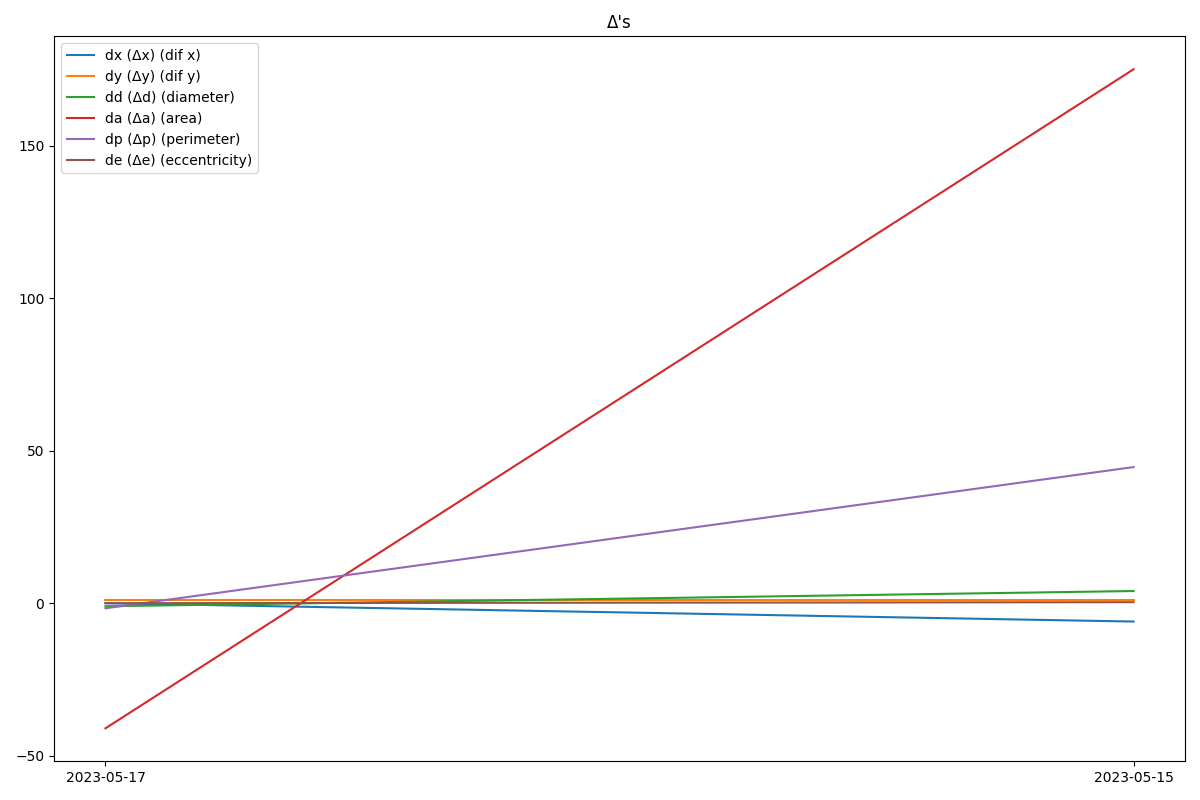 Δ's
dx (Δx) (dif x)
dy (Δy) (dif y)
dd (Δd) (diameter)
da (Δa) (area)
dp (Δp) (perimeter)
de (Δe) (eccentricity)
150
100
50
0
−50
2023-05-17
2023-05-15